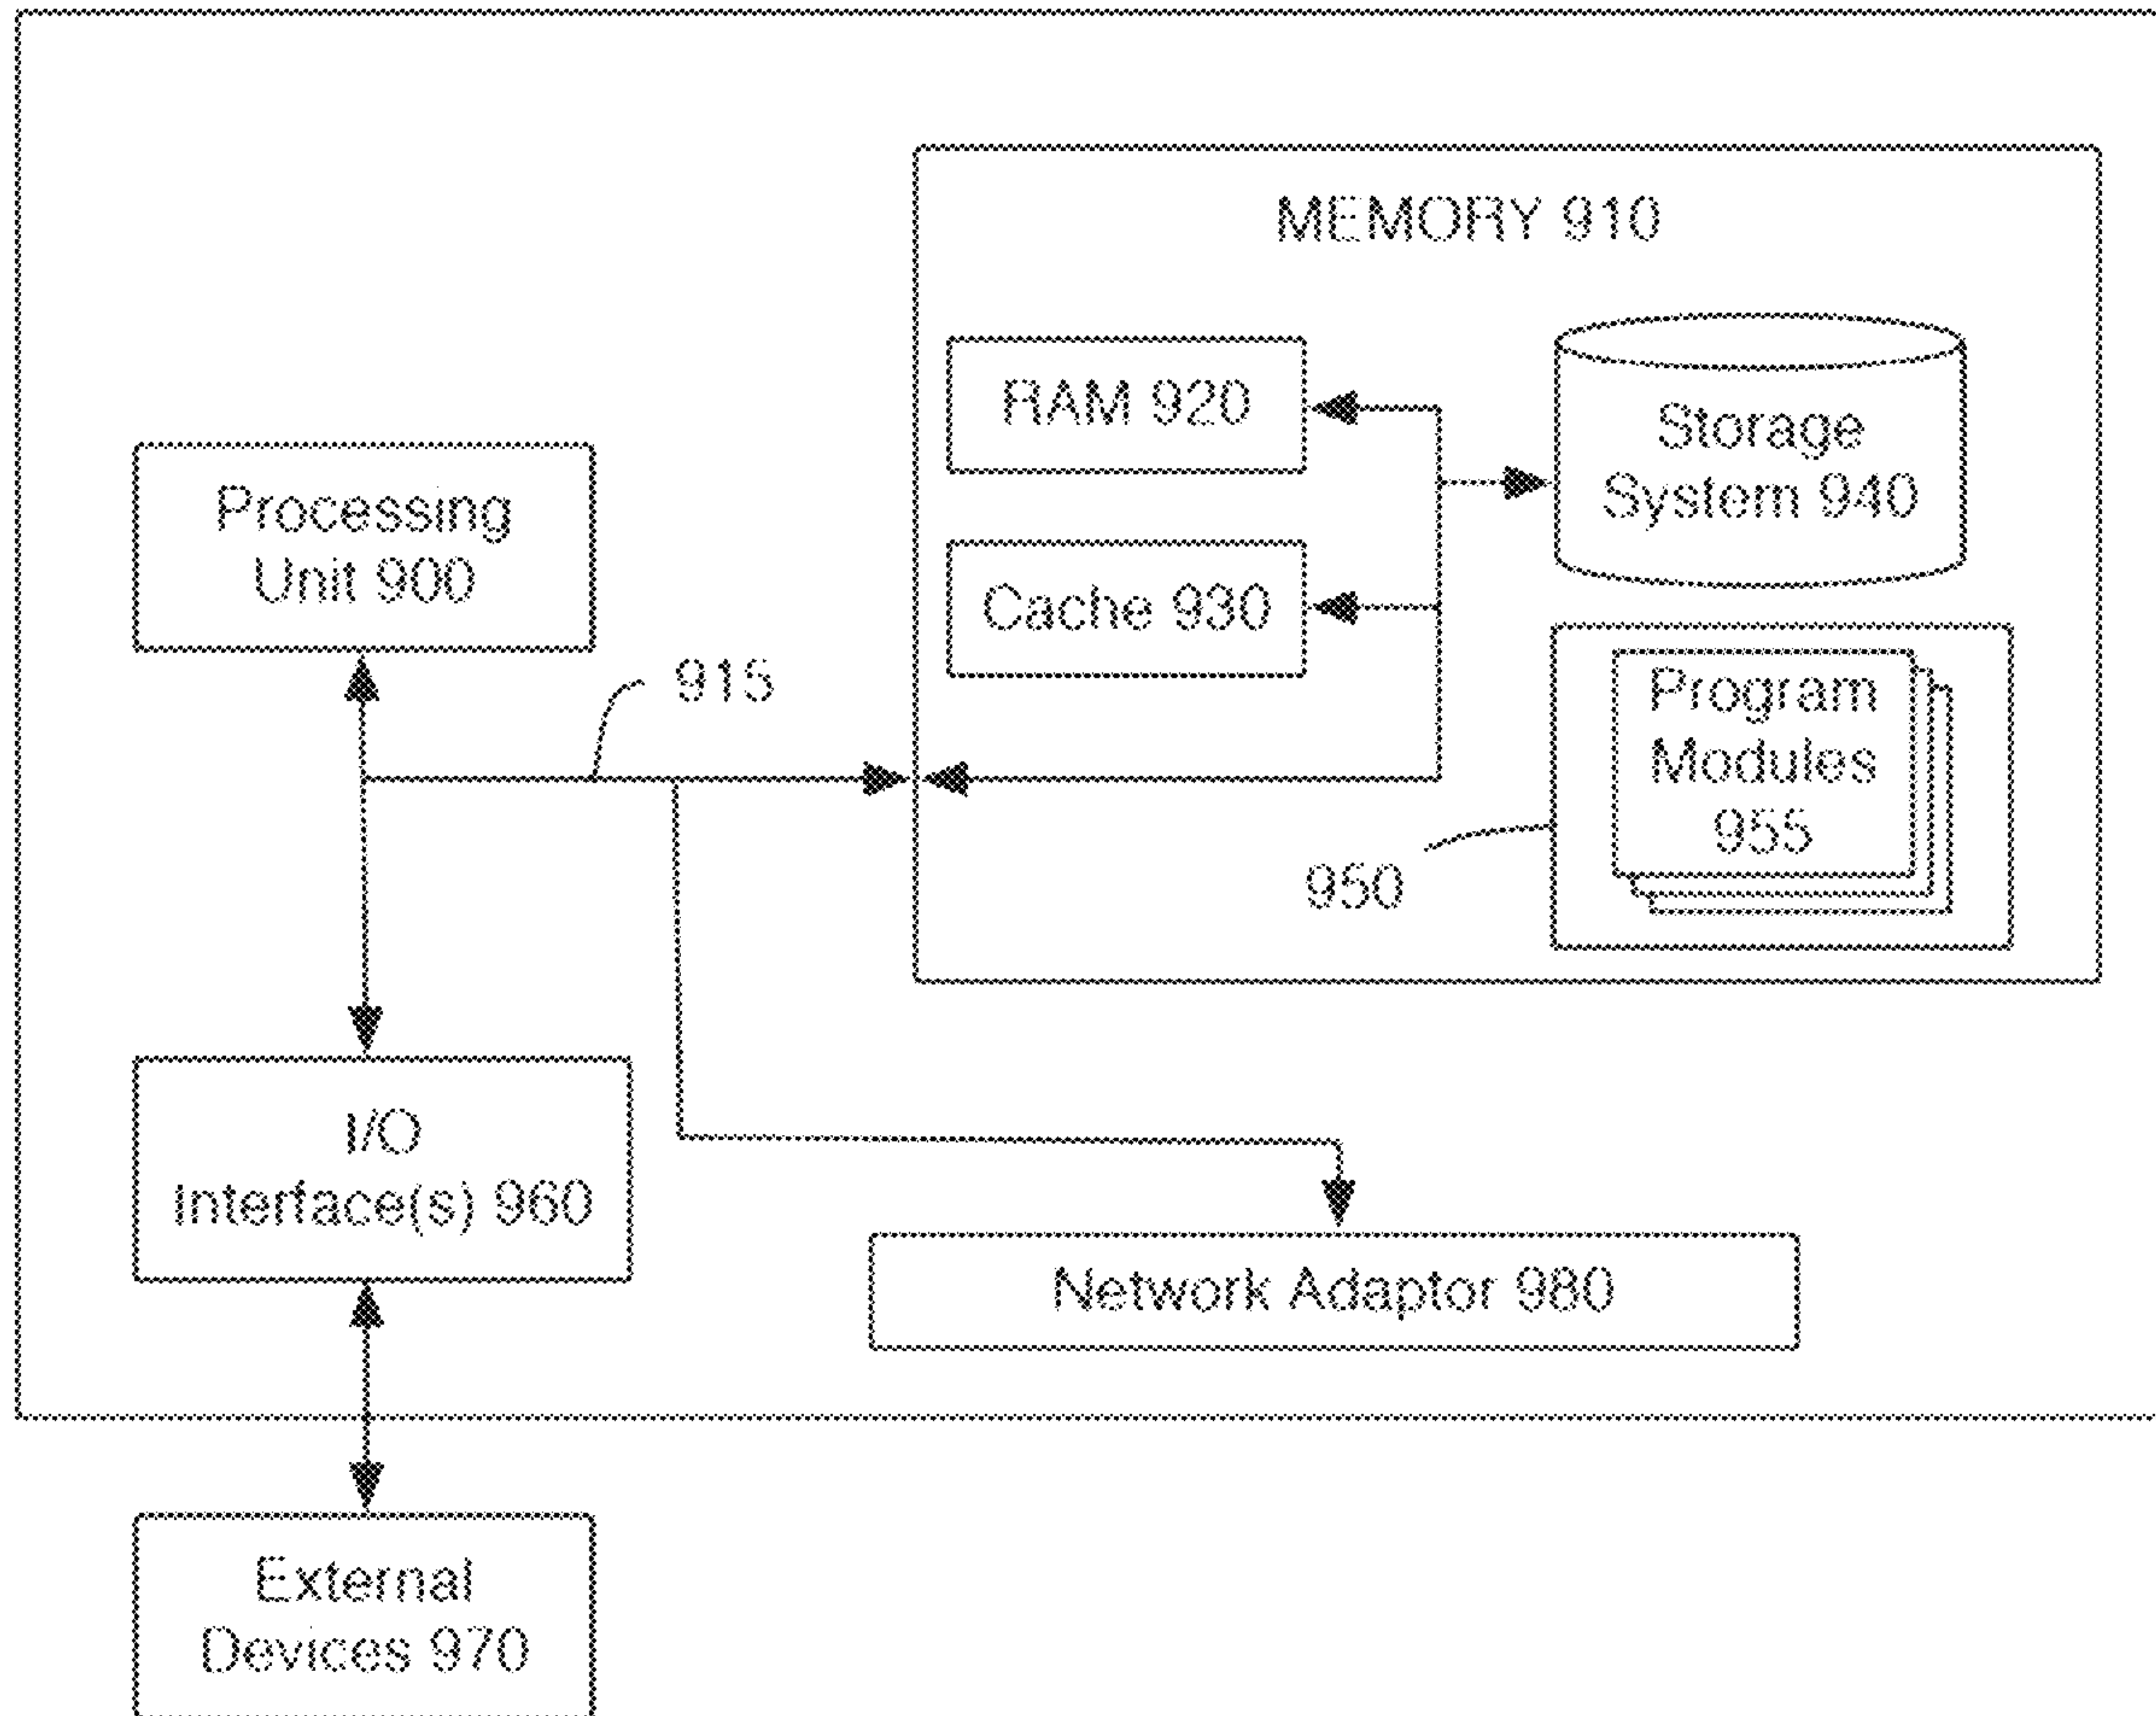 MEMORY 910
RAM 920
Storage
System 940
Processing
Unit 900
Cache 930
915
Program
Modules
955
950
I/O
Interface(s) 960
Network Adaptor 980
External
Devices 970